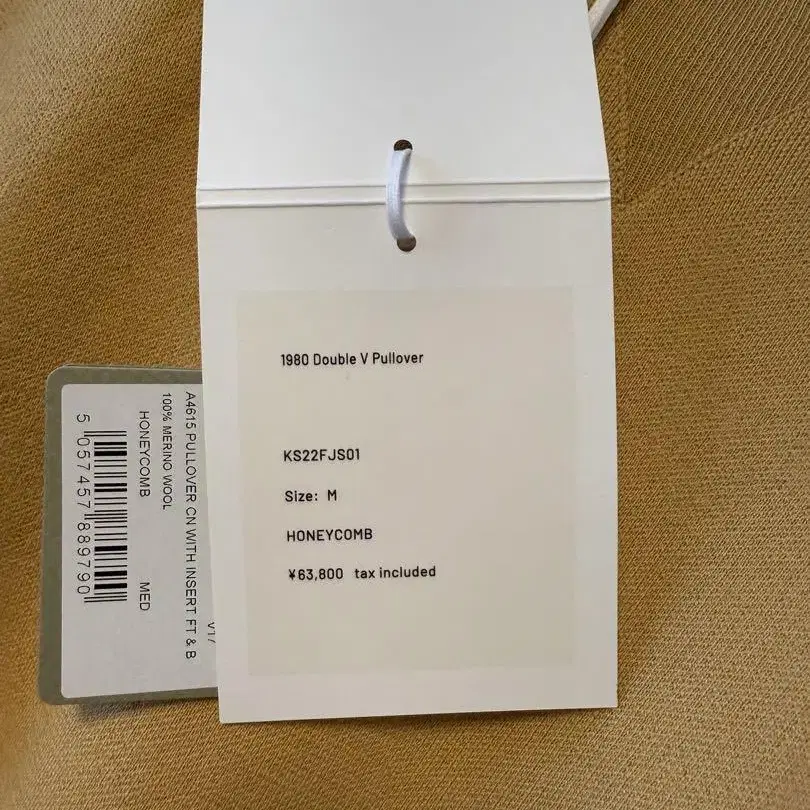 1980 Double V Pullover
KS22FJS01
Size: M
HONEYCOMB
¥63,800 tax included
A4615 PULLOVER CN WITH INSERT FT & B
100% MERINO WOOL
HONEYCOMB MED
5 057457 889790